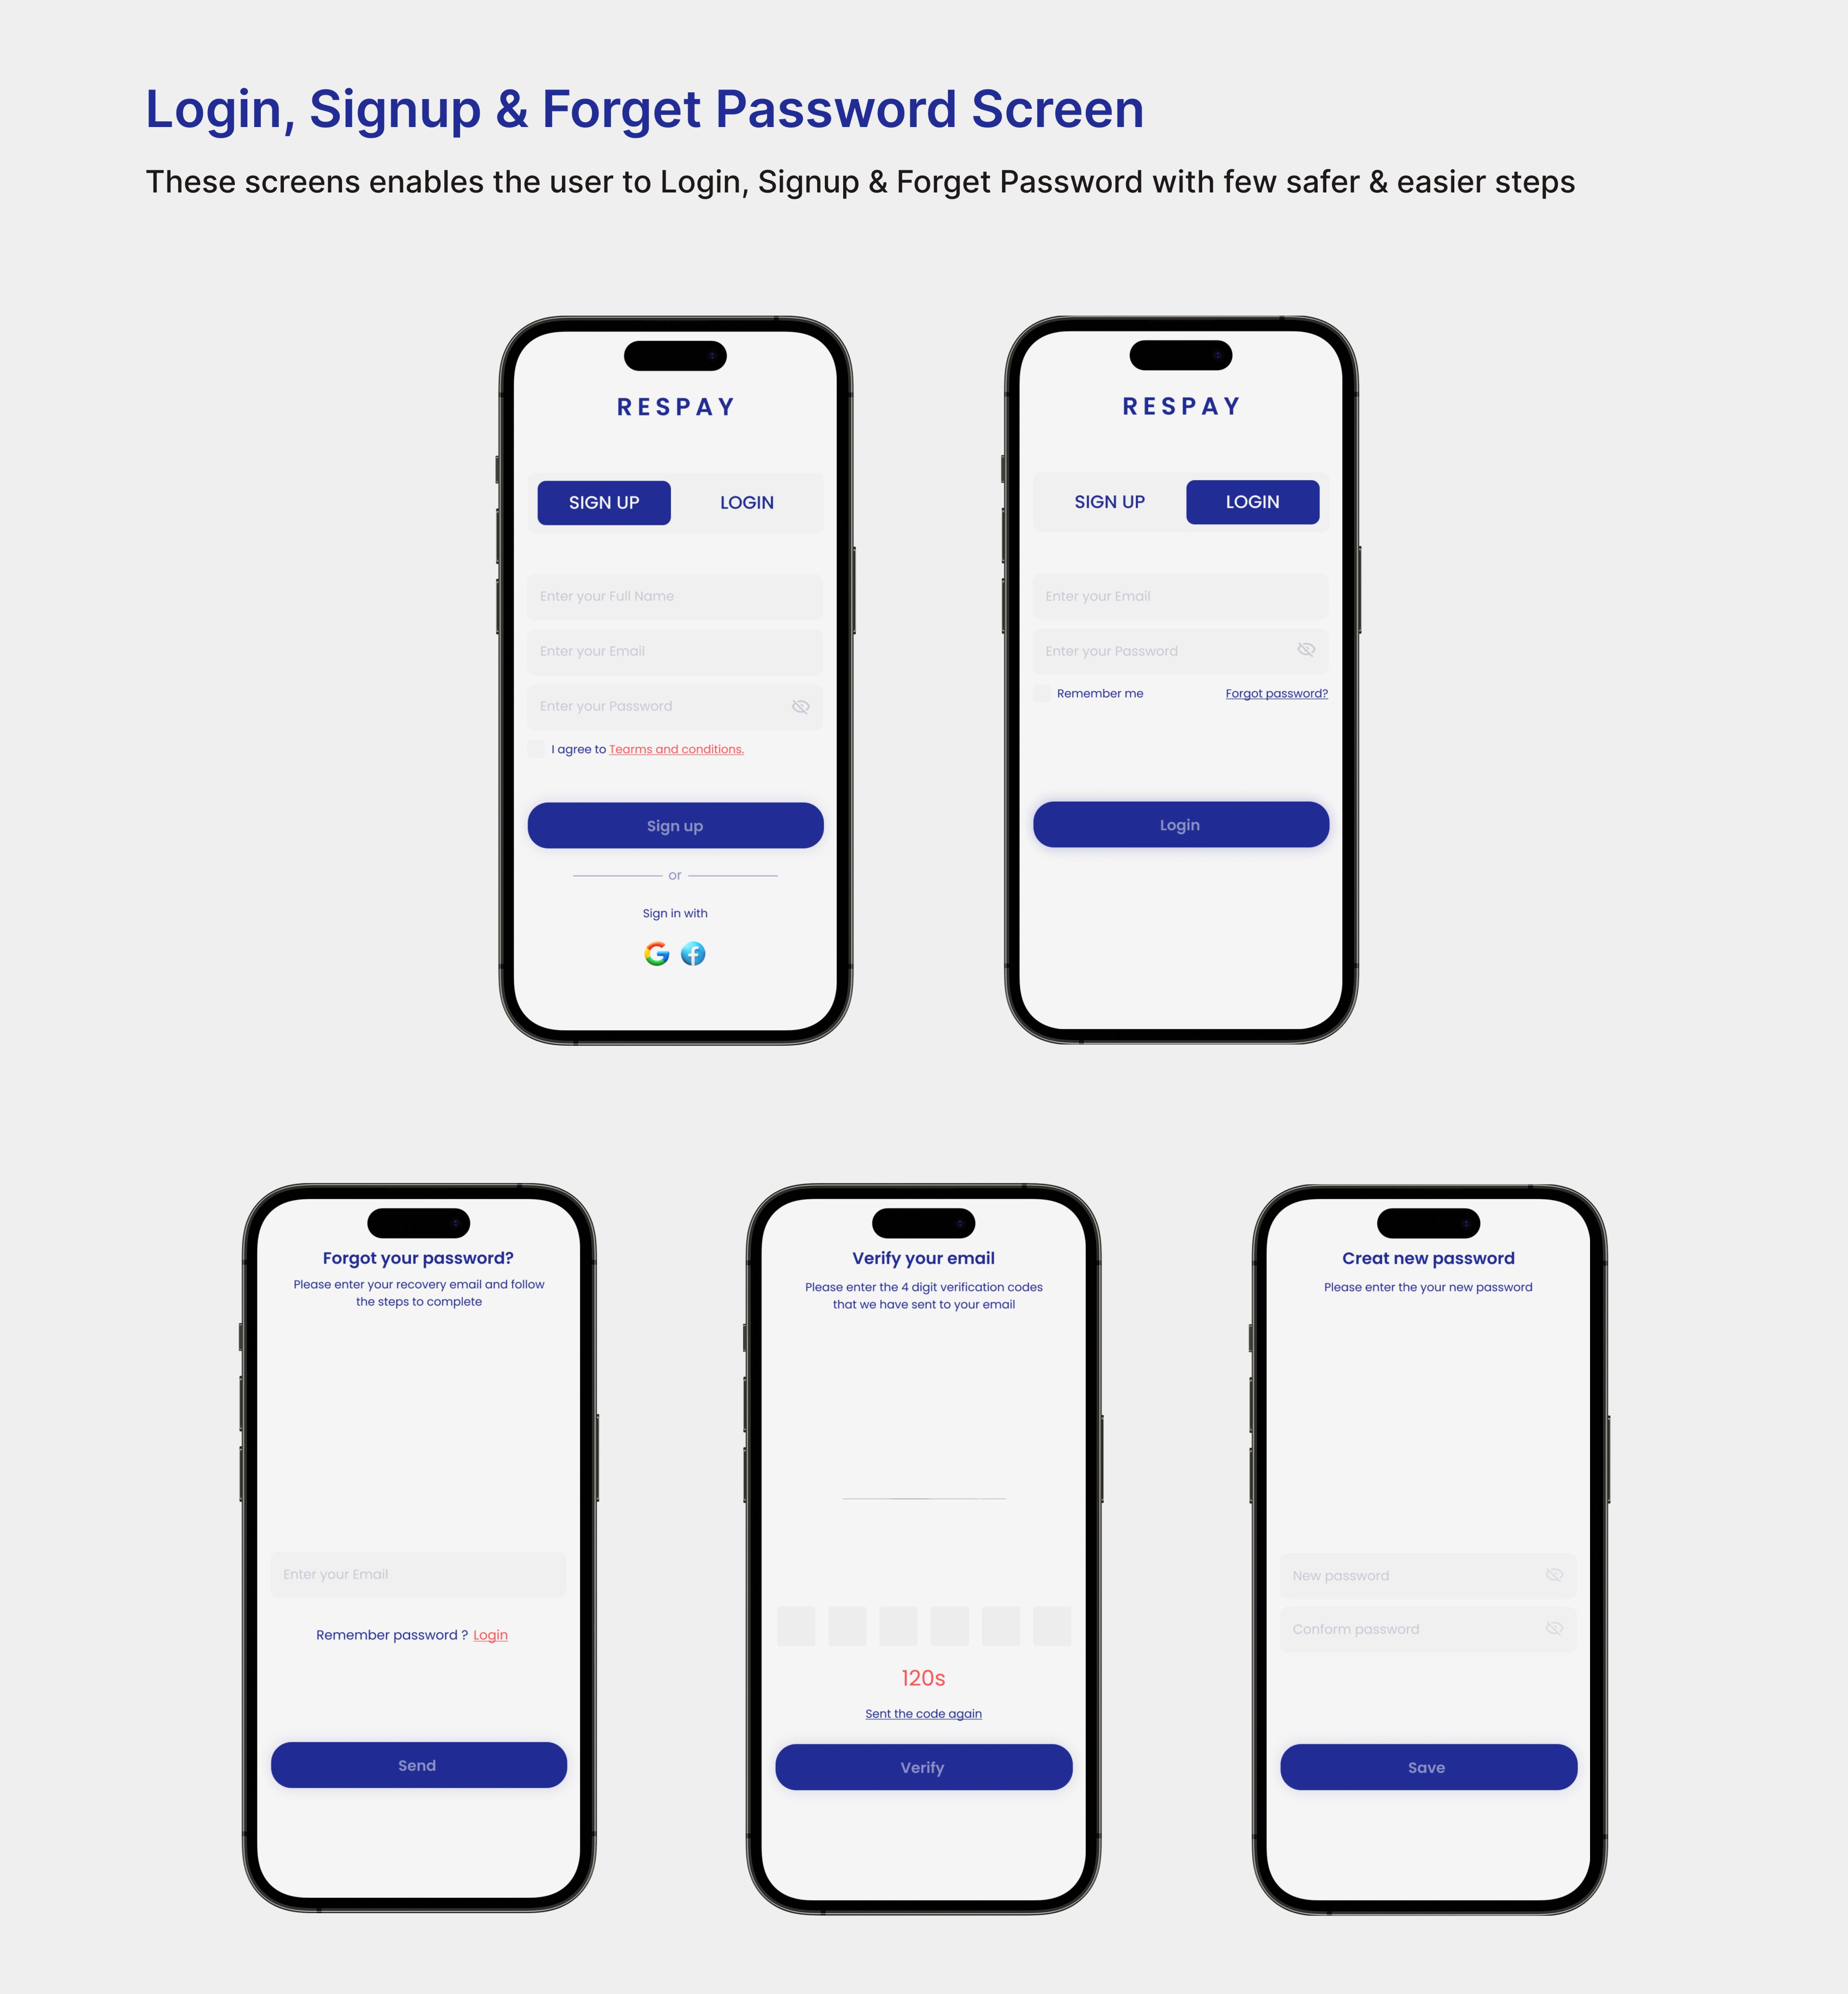 Login, Signup & Forget Password Screen
These screens enables the user to Login, Signup & Forget Password with few safer & easier steps
RESPAY
SIGN UP LOGIN
Enter your Full Name
Enter your Email
Enter your Password
I agree to Tearms and conditions.
Sign up
or
Sign in with
RESPAY
SIGN UP LOGIN
Enter your Email
Enter your Password
Remember me Forgot password?
Login
Forgot your password?
Please enter your recovery email and follow
the steps to complete
Enter your Email
Remember password ? Login
Send
Verify your email
Please enter the 4 digit verification codes
that we have sent to your email
120s
Sent the code again
Verify
Creat new password
Please enter the your new password
New password
Conform password
Save